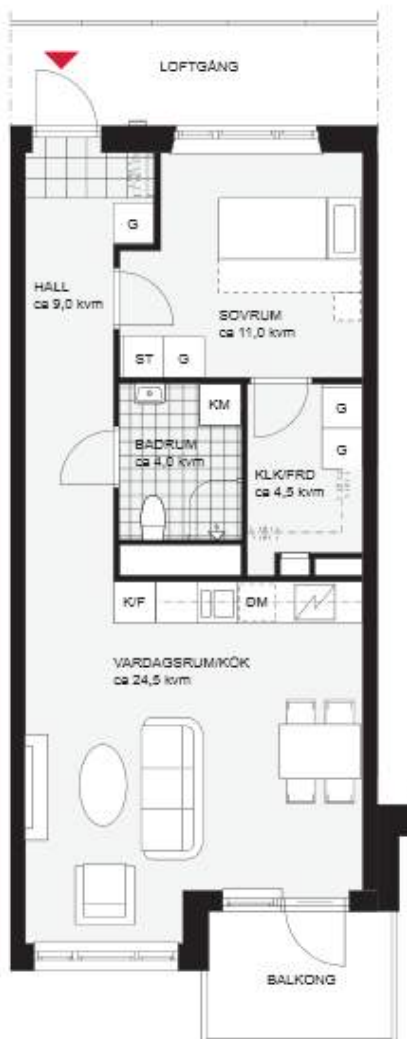 LOFTGÅNG
G
HALL
ca 9,0 kvm
SOVRUM
ca 11,0 kvm
ST G
KM
G
BADRUM
ca 4,0 kvm
G
KLK/FRD
ca 4,5 kvm
K/F
DM
VARDAGSRUM/KÖK
ca 24,5 kvm
BALKONG